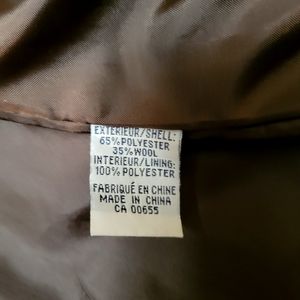 EXTERIEUR/SHELL:
65% POLYESTER
35% WOOL
INTERIEUR/LINING:
100% POLYESTER
FABRIQUÉ EN CHINE
MADE IN CHINA
CA 00655